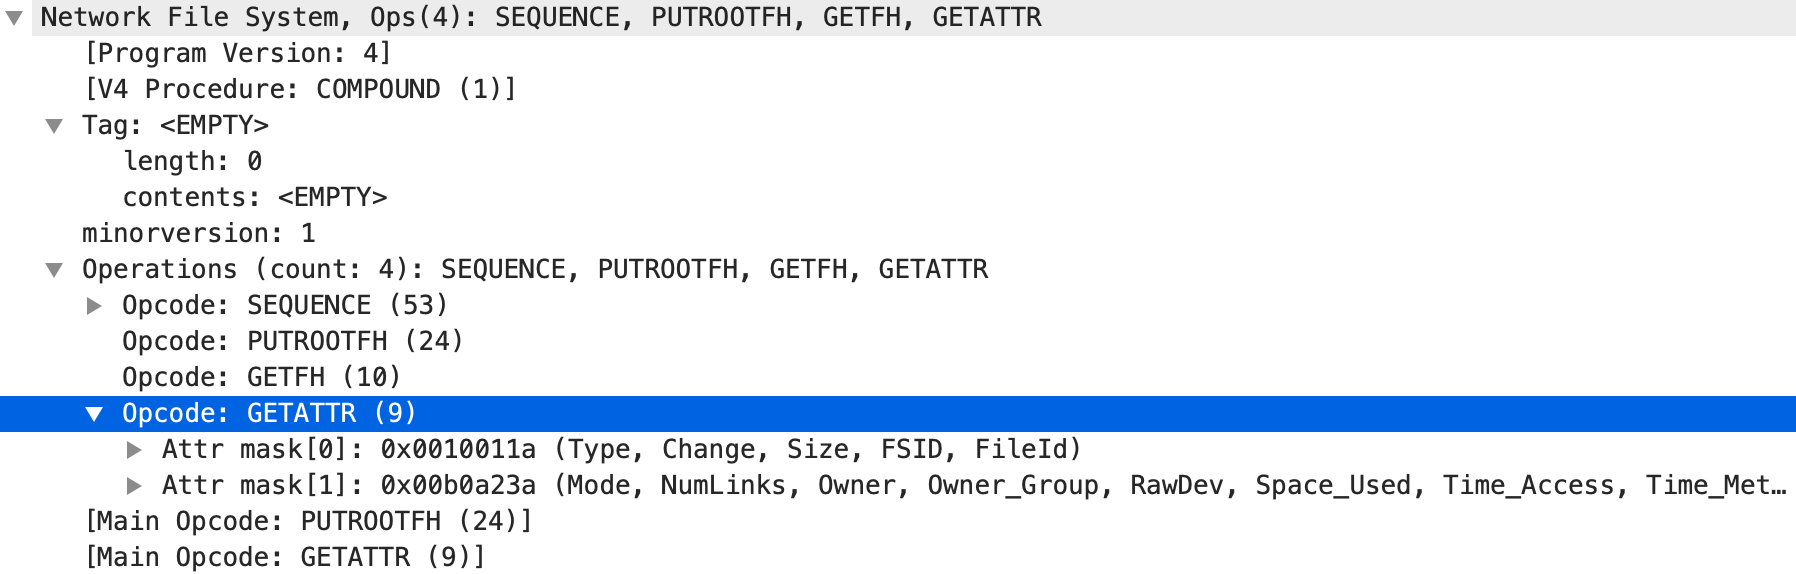 Network File System, Ops(4): SEQUENCE, PUTROOTFH, GETFH, GETATTR
[Program Version: 4]
[V4 Procedure: COMPOUND (1)]
Tag: <EMPTY>
length: 0
contents: <EMPTY>
minorversion: 1
Operations (count: 4): SEQUENCE, PUTROOTFH, GETFH, GETATTR
Opcode: SEQUENCE (53)
Opcode: PUTROOTFH (24)
Opcode: GETFH (10)
Opcode: GETATTR (9)
Attr mask[0]: 0x0010011a (Type, Change, Size, FSID, FileId)
Attr mask[1]: 0x00b0a23a (Mode, NumLinks, Owner, Owner_Group, RawDev, Space_Used, Time_Access, Time_Met…
[Main Opcode: PUTROOTFH (24)]
[Main Opcode: GETATTR (9)]